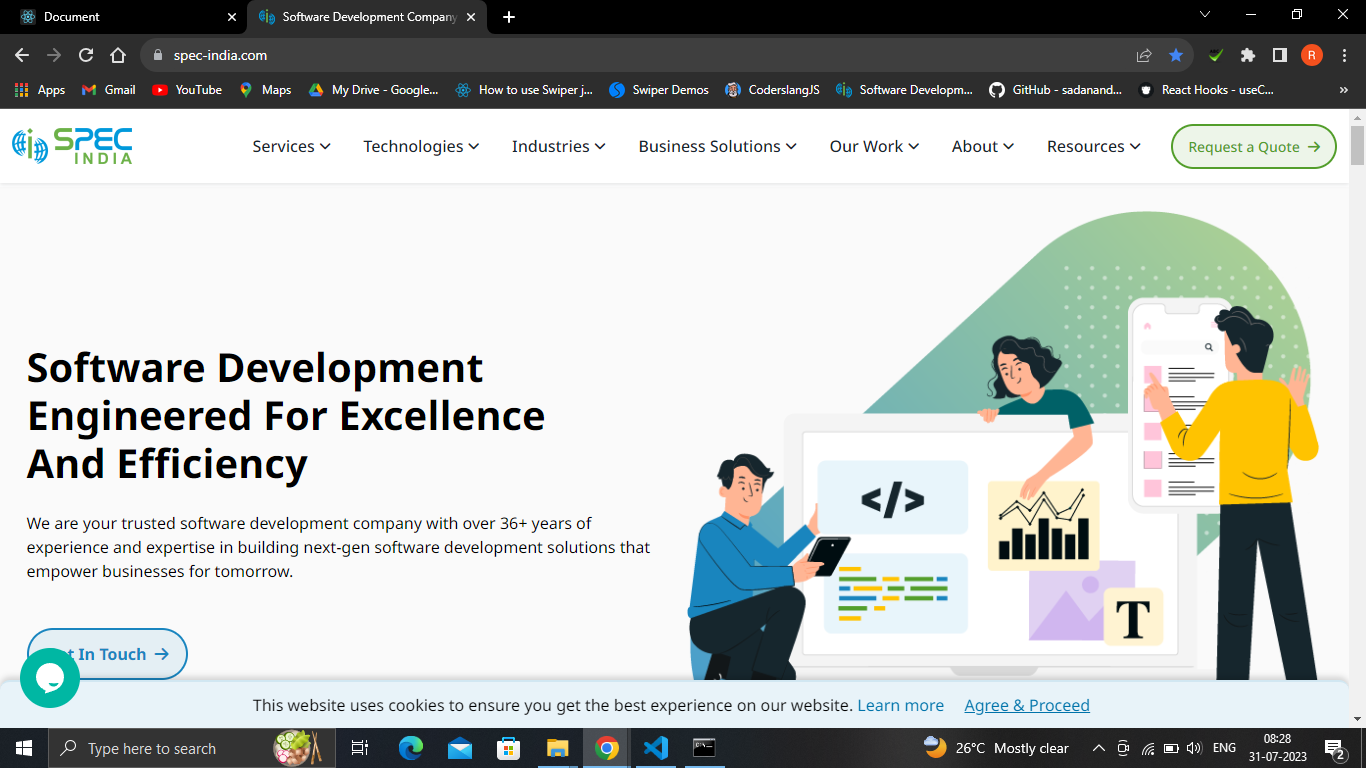 Document
Software Development Company
spec-india.com
R
Apps
Gmail
YouTube
Maps
My Drive - Google...
How to use Swiper j...
Swiper Demos
CoderslangJS
Software Developm...
GitHub - sadanand...
React Hooks - useC...
»
SPEC
INDIA
Services
Technologies
Industries
Business Solutions
Our Work
About
Resources
Request a Quote
Software Development
Engineered For Excellence
And Efficiency
We are your trusted software development company with over 36+ years of
experience and expertise in building next-gen software development solutions that
empower businesses for tomorrow.
</>
T
In Touch
This website uses cookies to ensure you get the best experience on our website. Learn more Agree & Proceed
Type here to search
26°C Mostly clear
ENG
08:28
31-07-2023
2